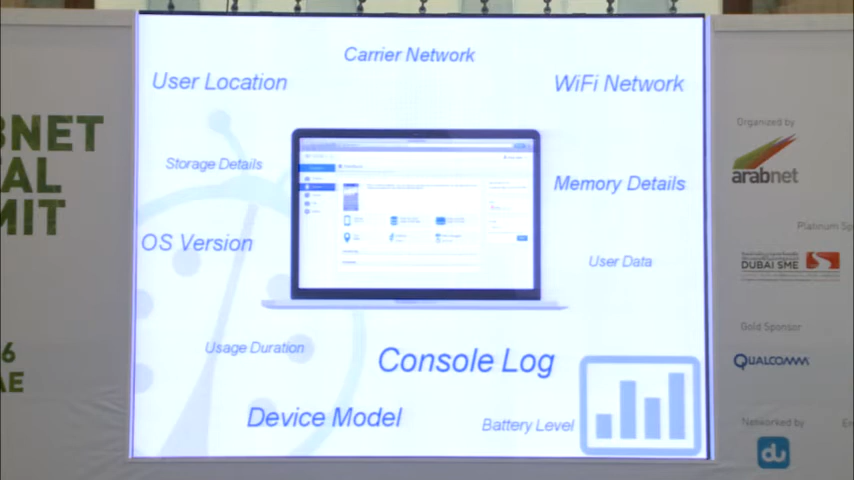 Carrier Network
User Location
WiFi Network
Storage Details
Memory Details
OS Version
User Data
Usage Duration
Console Log
Device Model
Battery Level
BNET
AL
MIT
6
AE
Organized by
arabnet
Platinum Sp
DUBAI SME
Gold Sponsor
QUALCOMM
Networked by
du